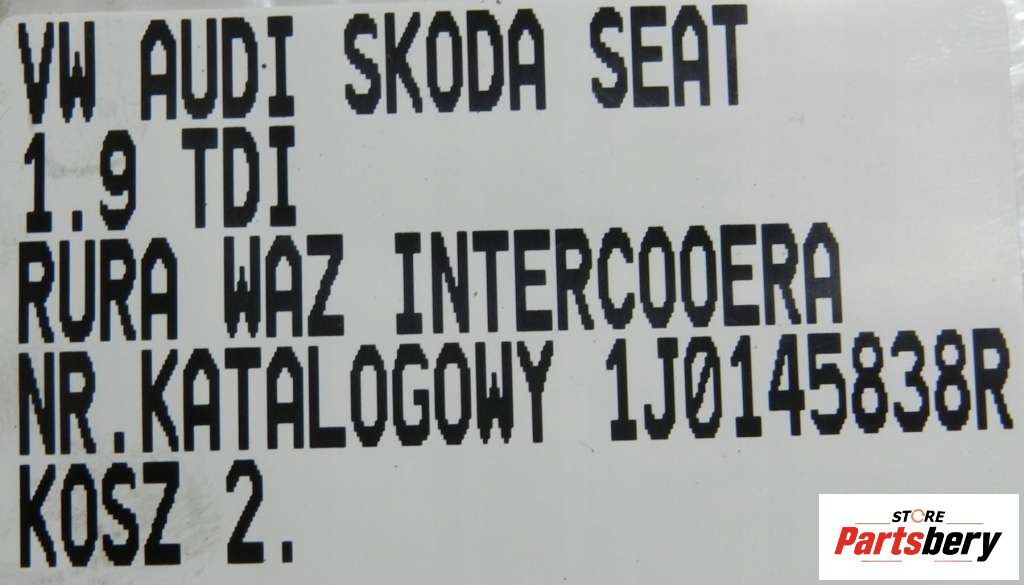 VW AUDI SKODA SEAT
1.9 TDI
RURA WAZ INTERCOOERA
NR.KATALOGOWY 1J0145838R
KOSZ 2.
STORE
Partsbery